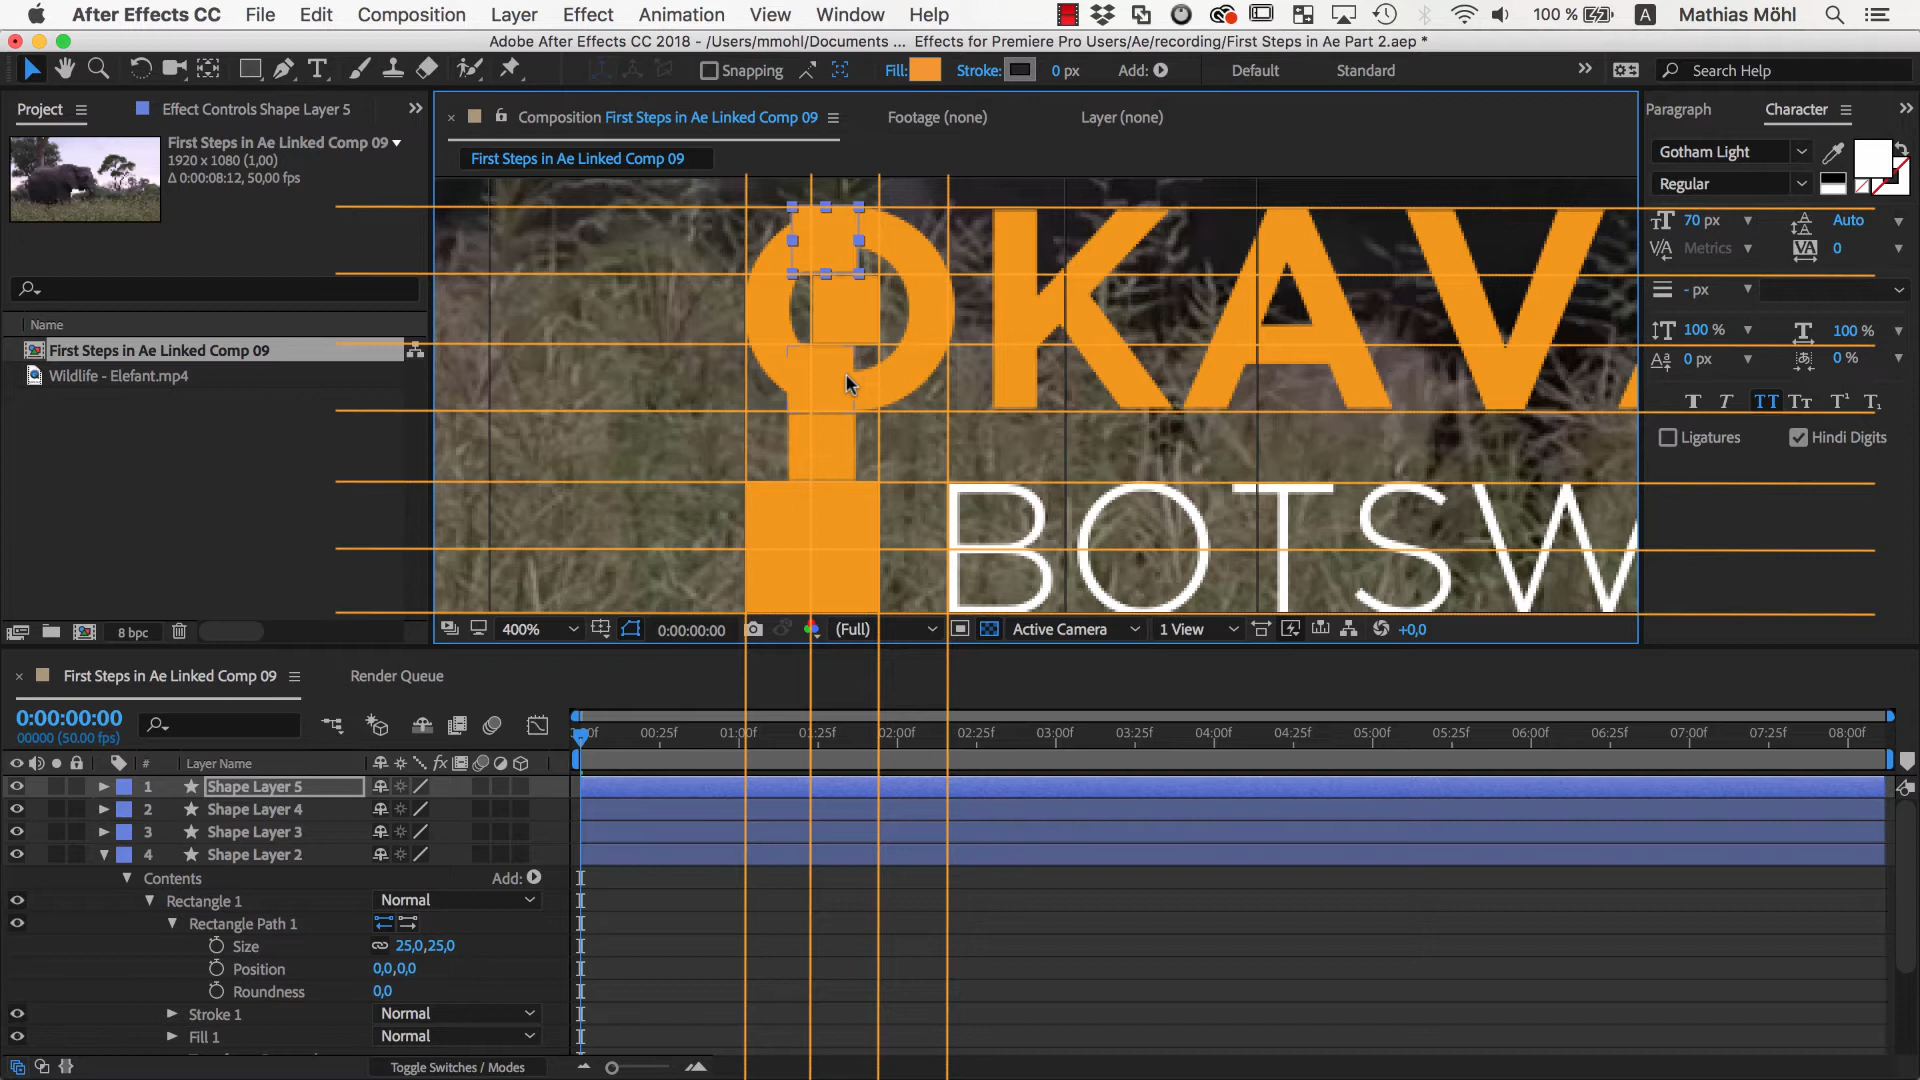 After Effects CC File Edit Composition Layer Effect Animation View Window Help 100 % A Mathias Möhl
Adobe After Effects CC 2018 - /Users/mmohl/Documents ... Effects for Premiere Pro Users/Ae/recording/First Steps in Ae Part 2.aep *
Snapping Fill: Stroke: 0 px Add: Default Standard Search Help
Project Effect Controls Shape Layer 5
Composition First Steps in Ae Linked Comp 09 Footage (none) Layer (none)
Paragraph Character
First Steps in Ae Linked Comp 09
1920 x 1080 (1,00)
Δ 0:00:08:12, 50,00 fps
First Steps in Ae Linked Comp 09
Gotham Light
Regular
70 px Auto
Metrics 0
- px
100 % 100 %
0 px 0 %
Ligatures Hindi Digits
Name
First Steps in Ae Linked Comp 09
Wildlife - Elefant.mp4
OKAV
BOTSW
8 bpc
400% 0:00:00:00 (Full) Active Camera 1 View +0,0
First Steps in Ae Linked Comp 09 Render Queue
0:00:00:00
00000 (50.00 fps)
00f 00:25f 01:00f 01:25f 02:00f 02:25f 03:00f 03:25f 04:00f 04:25f 05:00f 05:25f 06:00f 06:25f 07:00f 07:25f 08:00f
# Layer Name
1 Shape Layer 5
2 Shape Layer 4
3 Shape Layer 3
4 Shape Layer 2
Contents Add:
Rectangle 1 Normal
Rectangle Path 1
Size 25,0,25,0
Position 0,0,0,0
Roundness 0,0
Stroke 1 Normal
Fill 1 Normal
Toggle Switches / Modes